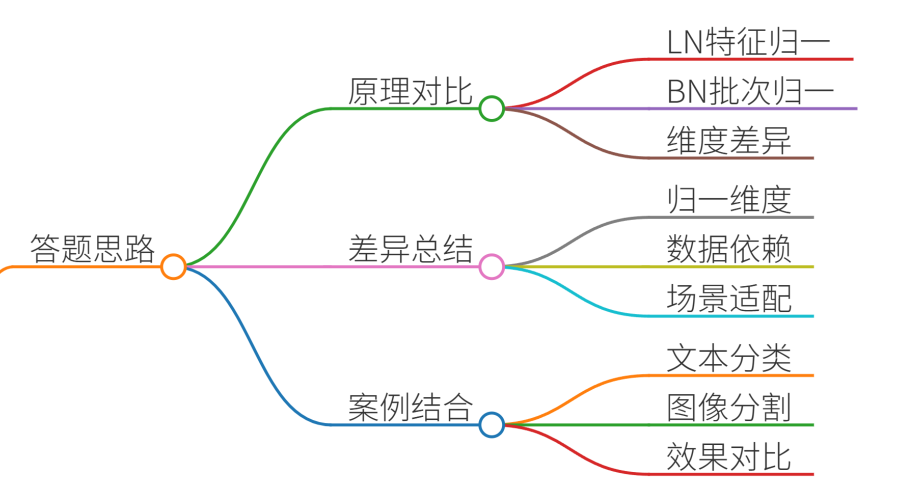 答题思路
原理对比
LN特征归一
BN批次归一
维度差异
差异总结
归一维度
数据依赖
场景适配
案例结合
文本分类
图像分割
效果对比